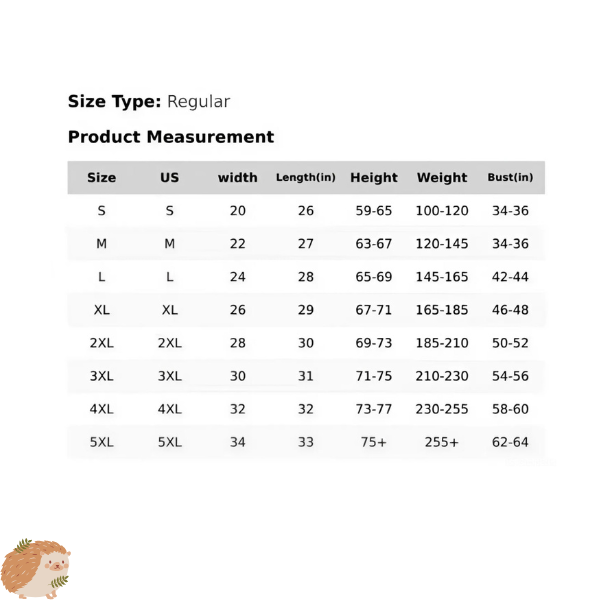 Size Type: Regular
Product Measurement
Size US width Length(in) Height Weight Bust(in)
S S 20 26 59-65 100-120 34-36
M M 22 27 63-67 120-145 34-36
L L 24 28 65-69 145-165 42-44
XL XL 26 29 67-71 165-185 46-48
2XL 2XL 28 30 69-73 185-210 50-52
3XL 3XL 30 31 71-75 210-230 54-56
4XL 4XL 32 32 73-77 230-255 58-60
5XL 5XL 34 33 75+ 255+ 62-64